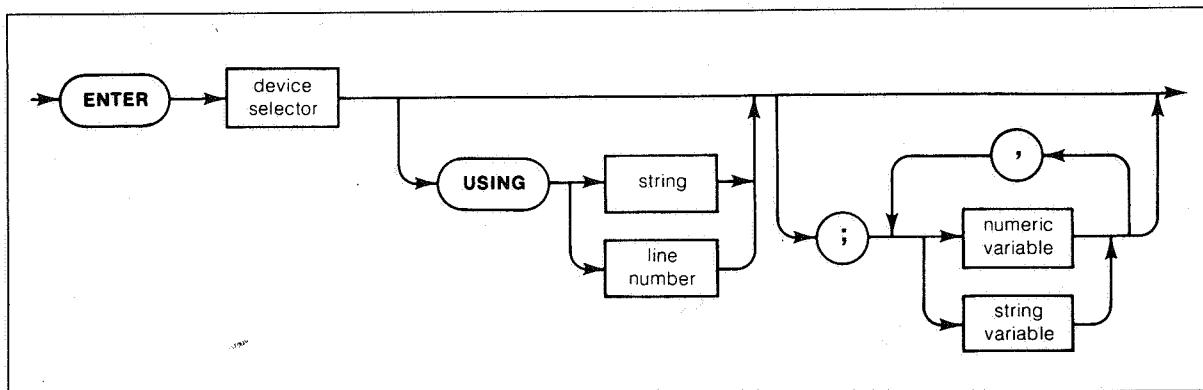 ENTER
device
selector
USING
string
line
number
;
,
numeric
variable
string
variable